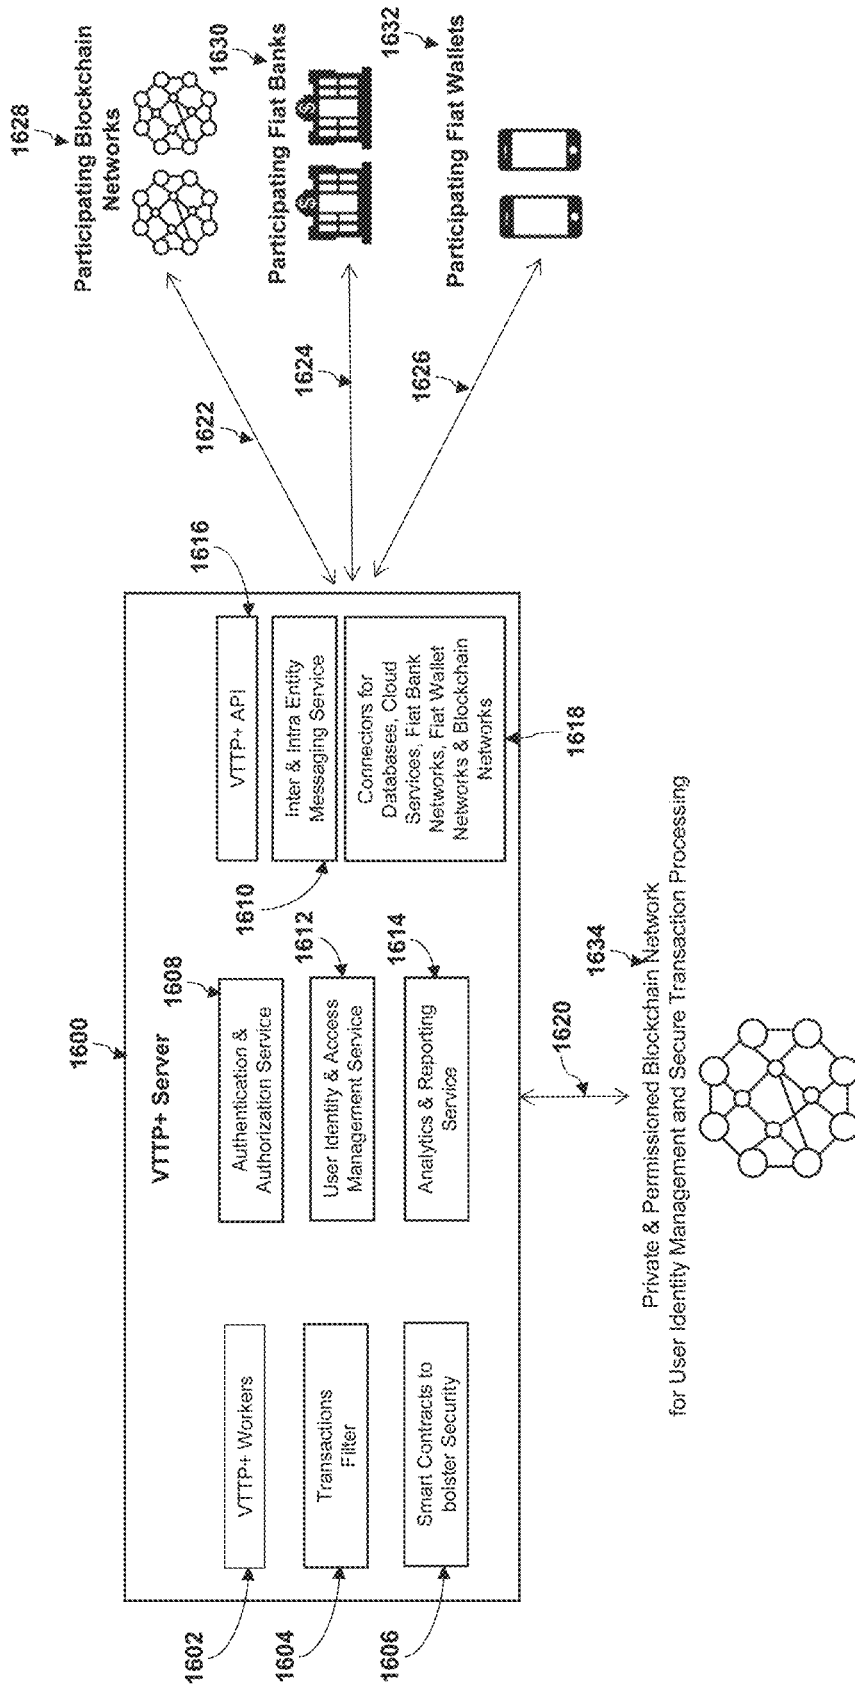 1600
VTTP+ Server
1602
VTTP+ Workers
1604
Transactions
Filter
1606
Smart Contracts to
bolster Security
1608
Authentication &
Authorization Service
1612
User Identity & Access
Management Service
1614
Analytics & Reporting
Service
1616
VTTP+ API
1610
Inter & Intra Entity
Messaging Service
Connectors for
Databases, Cloud
Services, Fiat Bank
Networks, Fiat Wallet
Networks & Blockchain
Networks
1618
1622
1624
1626
1628
Participating Blockchain
Networks
1630
Participating Fiat Banks
1632
Participating Fiat Wallets
1620
1634
Private & Permissioned Blockchain Network
for User Identity Management and Secure Transaction Processing